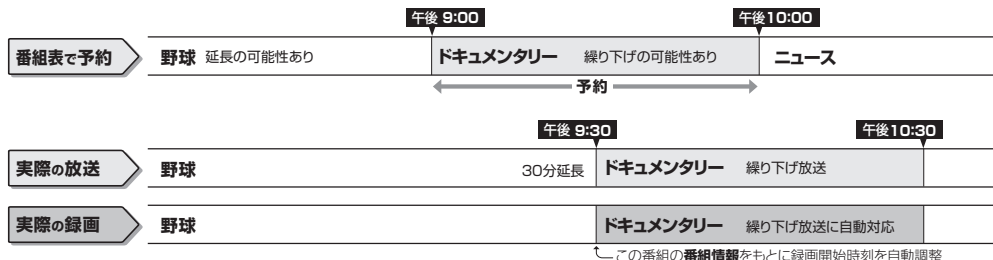 午後 9:00 午後10:00
番組表で予約 野球 延長の可能性あり ドキュメンタリー 繰り下げの可能性あり ニュース
予約
午後 9:30 午後10:30
実際の放送 野球 30分延長 ドキュメンタリー 繰り下げ放送
実際の録画 野球 ドキュメンタリー 繰り下げ放送に自動対応
この番組の番組情報をもとに録画開始時刻を自動調整